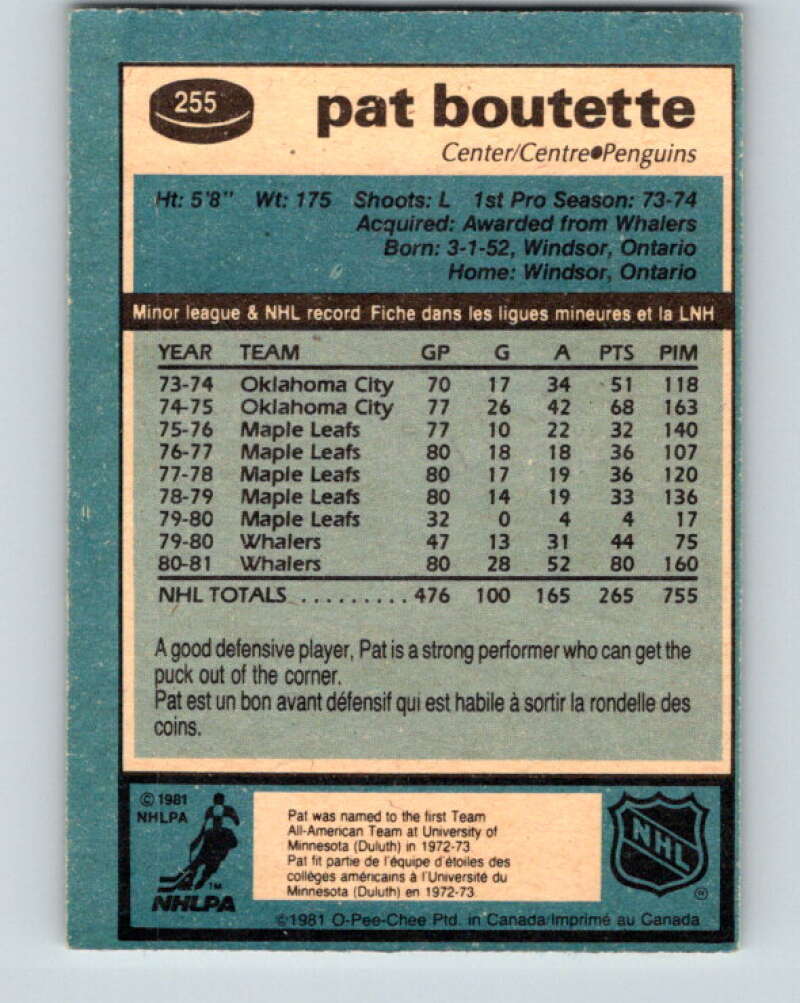 255
pat boutette
Center/Centre●Penguins
Ht: 5'8" Wt: 175 Shoots: L 1st Pro Season: 73-74
Acquired: Awarded from Whalers
Born: 3-1-52, Windsor, Ontario
Home: Windsor, Ontario
Minor league & NHL record Fiche dans les ligues mineures et la LNH
YEAR TEAM GP G A PTS PIM
73-74 Oklahoma City 70 17 34 51 118
74-75 Oklahoma City 77 26 42 68 163
75-76 Maple Leafs 77 10 22 32 140
76-77 Maple Leafs 80 18 18 36 107
77-78 Maple Leafs 80 17 19 36 120
78-79 Maple Leafs 80 14 19 33 136
79-80 Maple Leafs 32 0 4 4 17
79-80 Whalers 47 13 31 44 75
80-81 Whalers 80 28 52 80 160
NHL TOTALS .......... 476 100 165 265 755
A good defensive player, Pat is a strong performer who can get the
puck out of the corner.
Pat est un bon avant défensif qui est habile à sortir la rondelle des
coins.
© 1981
NHLPA
TM
NHLPA
Pat was named to the first Team
All-American Team at University of
Minnesota (Duluth) in 1972-73.
Pat fit partie de l'équipe d'étoiles des
collèges américains à l'Université du
Minnesota (Duluth) en 1972-73.
NHL
®
©1981 O-Pee-Chee Ptd. in Canada/Imprimé au Canada